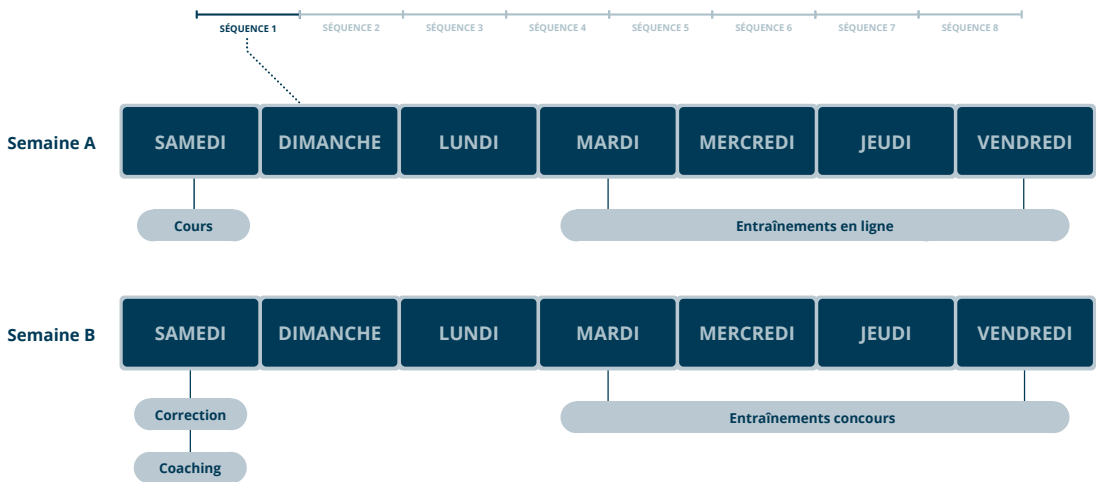 SÉQUENCE 1 SÉQUENCE 2 SÉQUENCE 3 SÉQUENCE 4 SÉQUENCE 5 SÉQUENCE 6 SÉQUENCE 7 SÉQUENCE 8
Semaine A SAMEDI DIMANCHE LUNDI MARDI MERCREDI JEUDI VENDREDI
Cours Entraînements en ligne
Semaine B SAMEDI DIMANCHE LUNDI MARDI MERCREDI JEUDI VENDREDI
Correction Entraînements concours
Coaching